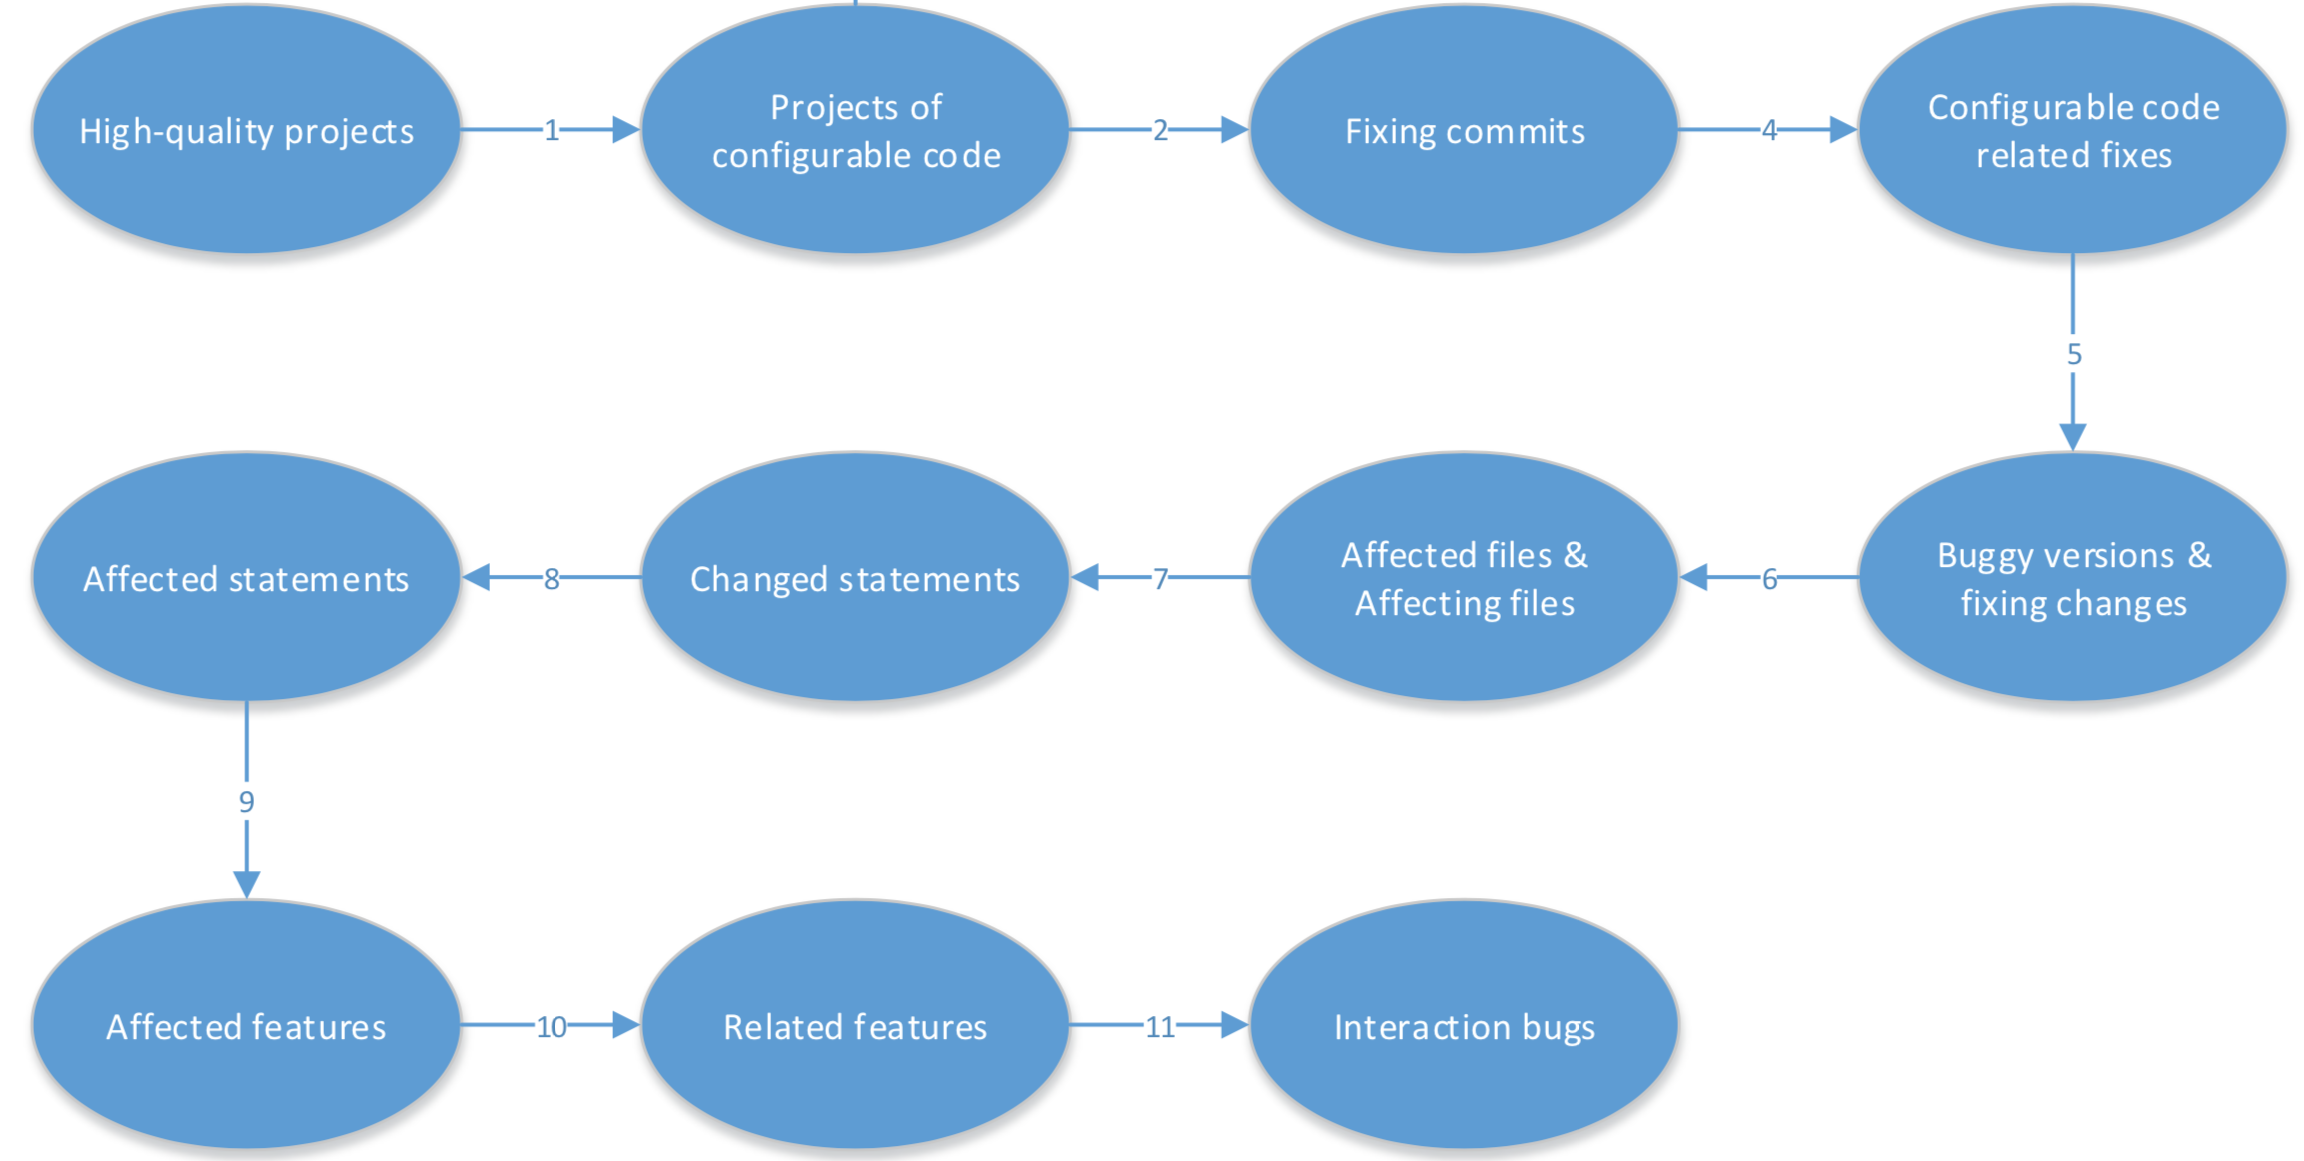 High-quality projects
1
Projects of
configurable code
2
Fixing commits
4
Configurable code
related fixes
5
Buggy versions &
fixing changes
6
Affected files &
Affecting files
7
Changed statements
8
Affected statements
9
Affected features
10
Related features
11
Interaction bugs